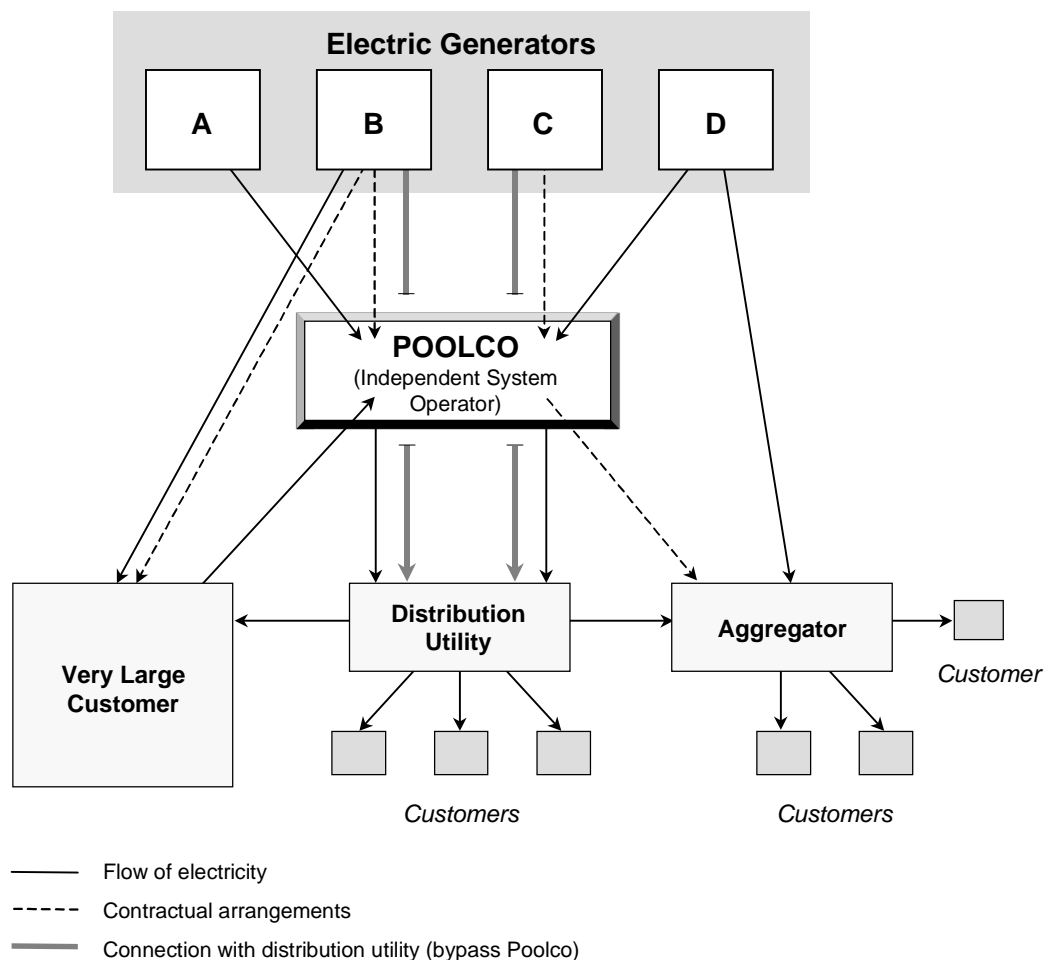 Electric Generators
A
B
C
D
POOLCO
(Independent System
Operator)
Very Large
Customer
Distribution
Utility
Aggregator
Customer
Customers
Customers
Flow of electricity
Contractual arrangements
Connection with distribution utility (bypass Poolco)